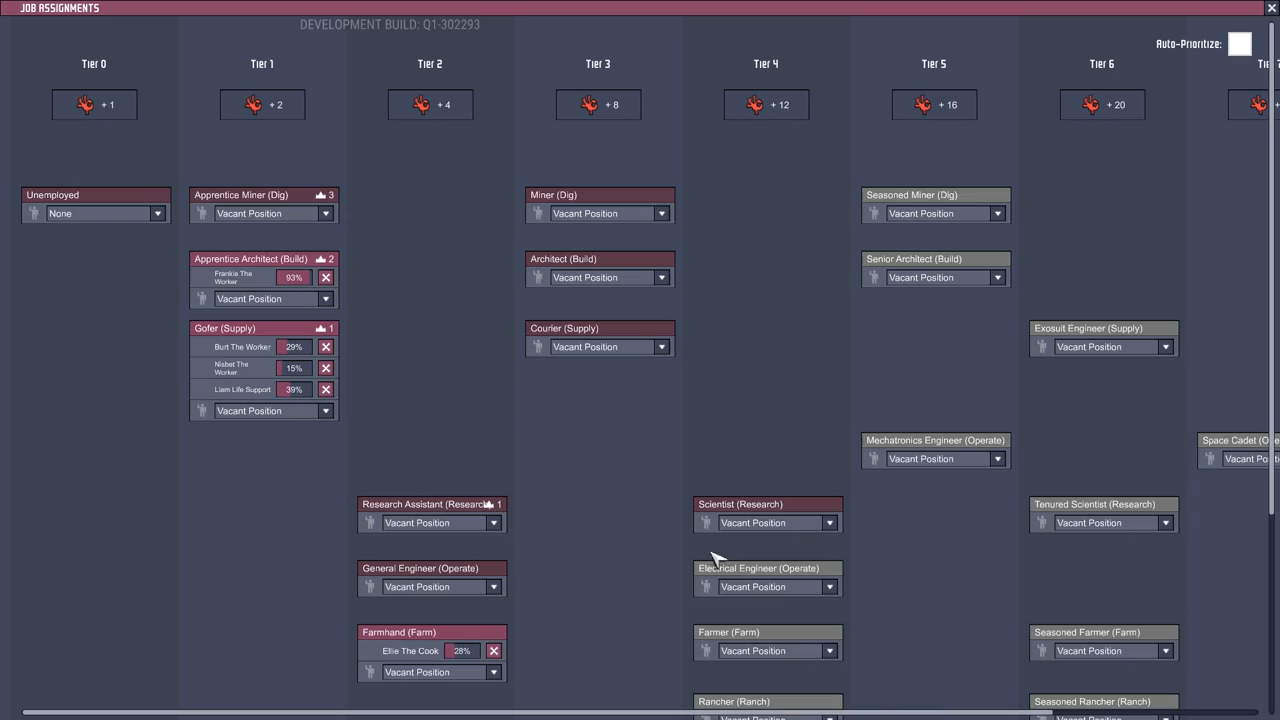 JOB ASSIGNMENTS
DEVELOPMENT BUILD: Q1-302293
Auto-Prioritize:
Tier 0 Tier 1 Tier 2 Tier 3 Tier 4 Tier 5 Tier 6
+ 1 + 2 + 4 + 8 + 12 + 16 + 20
Unemployed Apprentice Miner (Dig) 3 Miner (Dig) Seasoned Miner (Dig)
None Vacant Position Vacant Position Vacant Position
Apprentice Architect (Build) 2 Architect (Build) Senior Architect (Build)
Frankie The
Worker 93% Vacant Position Vacant Position
Vacant Position
Gofer (Supply) 1 Courier (Supply) Exosuit Engineer (Supply)
Burt The Worker 29% Vacant Position Vacant Position
Nisbet The
Worker 15%
Liam Life Support 39%
Vacant Position
Mechatronics Engineer (Operate) Space Cadet (Ope
Vacant Position Vacant Posi
Research Assistant (Research 1 Scientist (Research) Tenured Scientist (Research)
Vacant Position Vacant Position Vacant Position
General Engineer (Operate) Electrical Engineer (Operate)
Vacant Position Vacant Position
Farmhand (Farm) Farmer (Farm) Seasoned Farmer (Farm)
Ellie The Cook 28% Vacant Position Vacant Position
Vacant Position
Rancher (Ranch) Seasoned Rancher (Ranch)